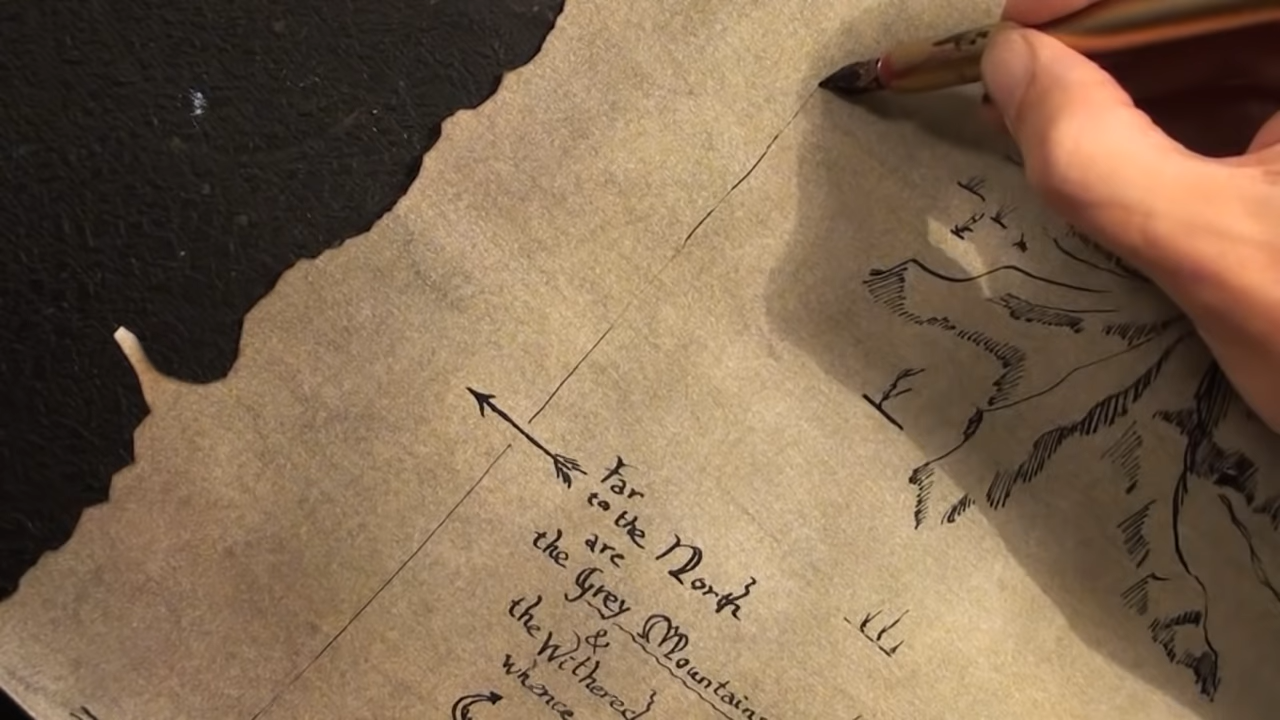 Far
to the North
are
the Grey Mountains
&
the Withered
whence